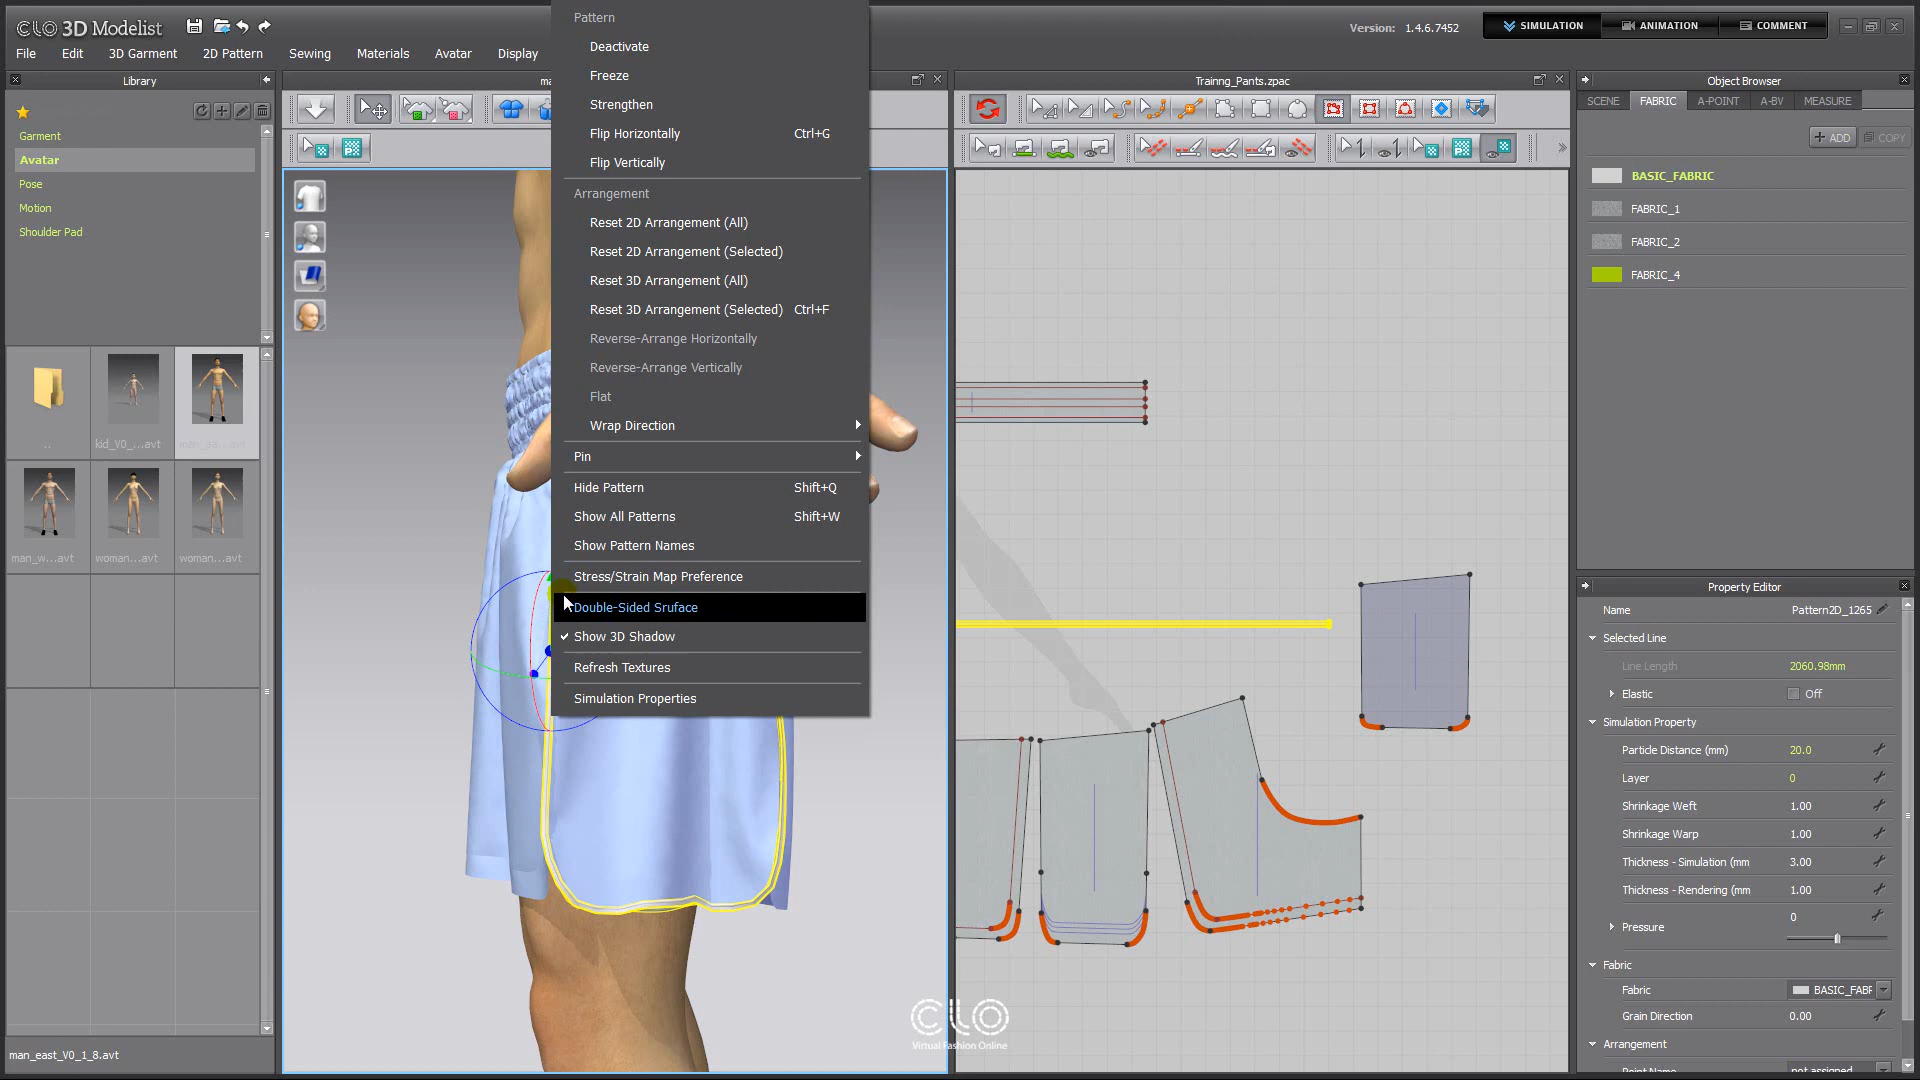 CLO 3D Modelist
File
Edit
3D Garment
2D Pattern
Sewing
Materials
Avatar
Display
Version: 1.4.6.7452
SIMULATION
ANIMATION
COMMENT
Library
Garment
Avatar
Pose
Motion
Shoulder Pad
..
kid_V0_...avt
man_ea...avt
man_w...avt
woman...avt
woman...avt
man_east_V0_1_8.avt
Pattern
Deactivate
Freeze
Strengthen
Flip Horizontally Ctrl+G
Flip Vertically
Arrangement
Reset 2D Arrangement (All)
Reset 2D Arrangement (Selected)
Reset 3D Arrangement (All)
Reset 3D Arrangement (Selected) Ctrl+F
Reverse-Arrange Horizontally
Reverse-Arrange Vertically
Flat
Wrap Direction
Pin
Hide Pattern Shift+Q
Show All Patterns Shift+W
Show Pattern Names
Stress/Strain Map Preference
Double-Sided Sruface
Show 3D Shadow
Refresh Textures
Simulation Properties
CLO
Virtual Fashion Online
Trainng_Pants.zpac
Object Browser
SCENE
FABRIC
A-POINT
A-BV
MEASURE
+ ADD
COPY
BASIC_FABRIC
FABRIC_1
FABRIC_2
FABRIC_4
Property Editor
Name Pattern2D_1265
Selected Line
Line Length 2060.98mm
Elastic Off
Simulation Property
Particle Distance (mm) 20.0
Layer 0
Shrinkage Weft 1.00
Shrinkage Warp 1.00
Thickness - Simulation (mm 3.00
Thickness - Rendering (mm 1.00
Pressure 0
Fabric
Fabric BASIC_FABR
Grain Direction 0.00
Arrangement
Point Name not assigned